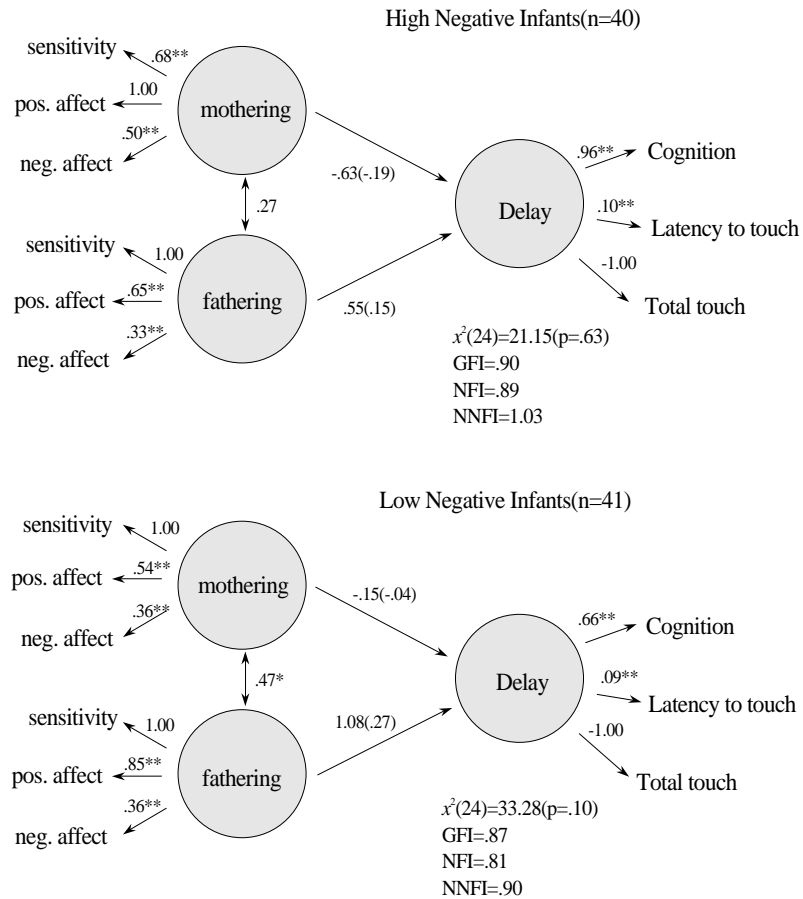 High Negative Infants(n=40)
sensitivity
.68**
pos. affect
1.00
neg. affect
.50**
mothering
-.63(-.19)
.27
sensitivity
1.00
pos. affect
.65**
neg. affect
.33**
fathering
.55(.15)
Delay
.96**
Cognition
.10**
Latency to touch
-1.00
Total touch
x²(24)=21.15(p=.63)
GFI=.90
NFI=.89
NNFI=1.03
Low Negative Infants(n=41)
sensitivity
1.00
pos. affect
.54**
neg. affect
.36**
mothering
-.15(-.04)
.47*
sensitivity
1.00
pos. affect
.85**
neg. affect
.36**
fathering
1.08(.27)
Delay
.66**
Cognition
.09**
Latency to touch
-1.00
Total touch
x²(24)=33.28(p=.10)
GFI=.87
NFI=.81
NNFI=.90